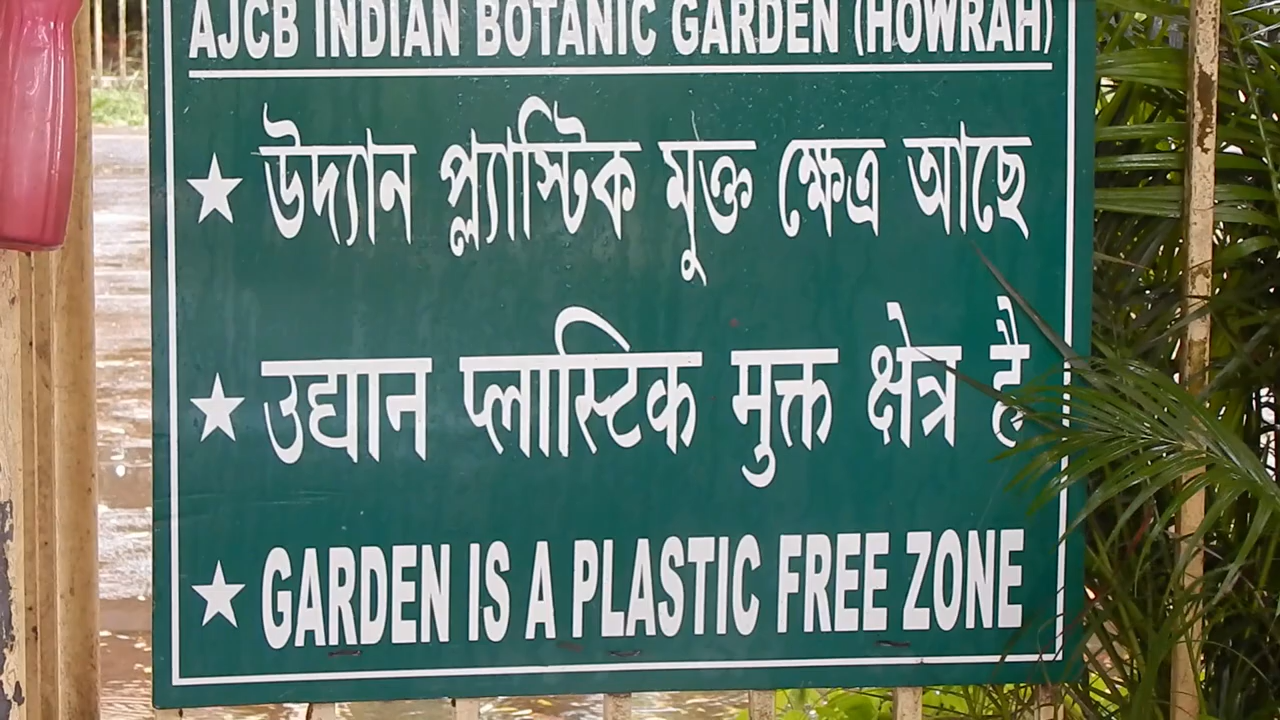 AJCB INDIAN BOTANIC GARDEN (HOWRAH)
★ উদ্যান প্ল্যাস্টিক মুক্ত ক্ষেত্র আছে
★ उद्यान प्लास्टिक मुक्त क्षेत्र है
★ GARDEN IS A PLASTIC FREE ZONE